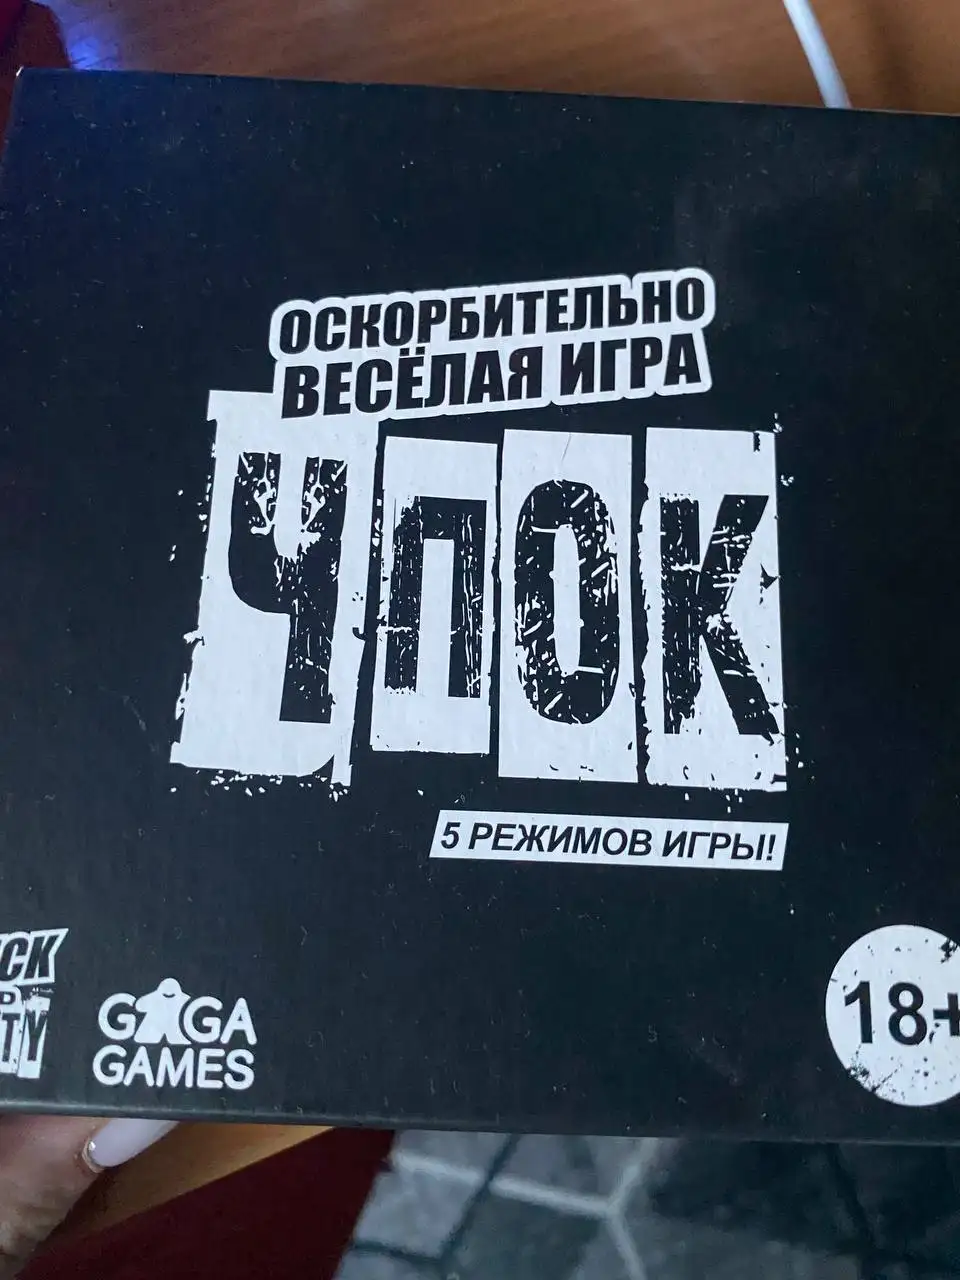 ОСКОРБИТЕЛЬНО
ВЕСЁЛАЯ ИГРА
ЧПОК
5 РЕЖИМОВ ИГРЫ!
GAGA
GAMES
18+